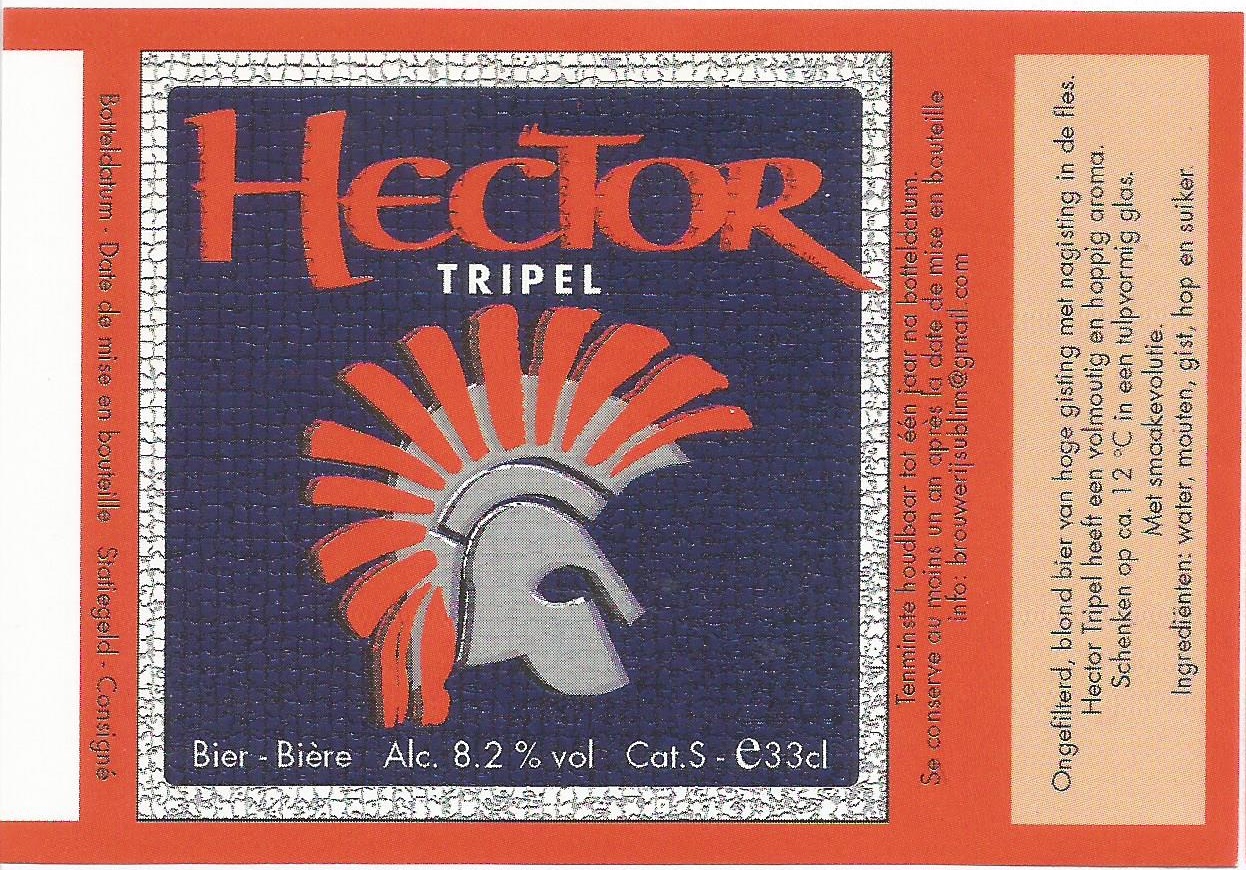 Botteldatum - Date de mise en bouteille Statiegeld - Consigné
HECTOR
TRIPEL
Bier - Bière Alc. 8.2 % vol Cat.S - e33cl
Tenminste houdbaar tot één jaar na botteldatum.
Se conserve au moins un an après la date de mise en bouteille
info: brouwerijsublim@gmail.com
Ongefilterd, blond bier van hoge gisting met nagisting in de fles.
Hector Tripel heeft een volmoutig en hoppig aroma.
Schenken op ca. 12 °C in een tulpvormig glas.
Met smaakevolutie.
Ingrediënten: water, mouten, gist, hop en suiker